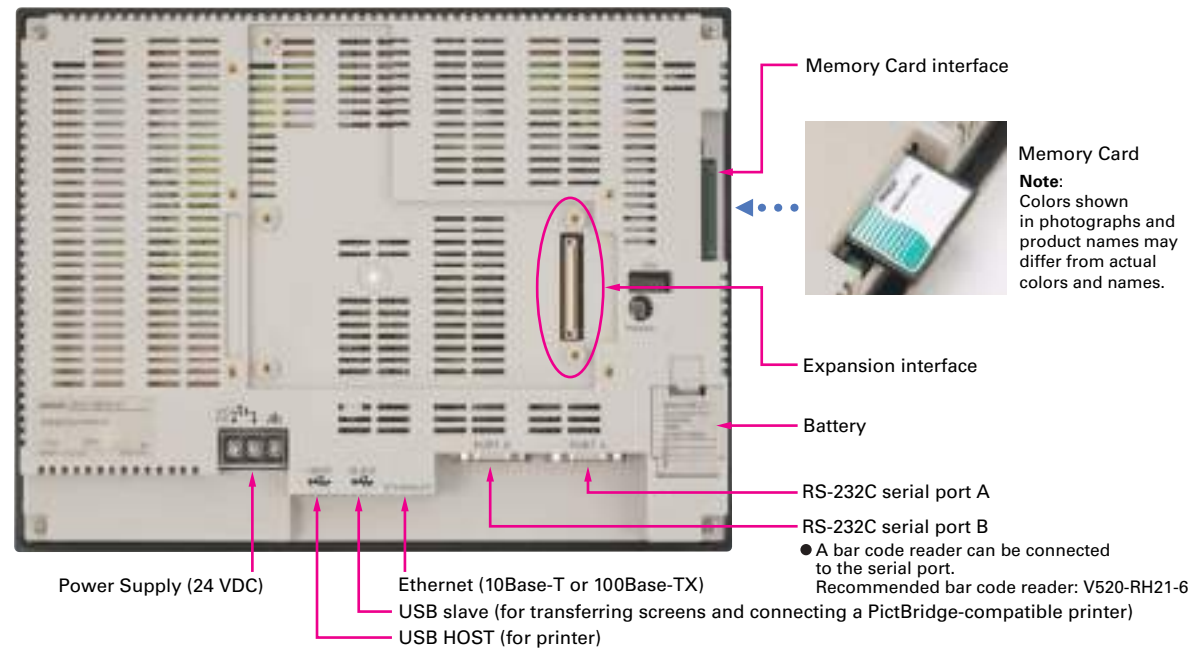 Memory Card interface
Memory Card
Note:
Colors shown
in photographs and
product names may
differ from actual
colors and names.
Expansion interface
Battery
PORT B
PORT A
RS-232C serial port A
RS-232C serial port B
● A bar code reader can be connected
to the serial port.
Recommended bar code reader: V520-RH21-6
Power Supply (24 VDC)
Ethernet (10Base-T or 100Base-TX)
USB slave (for transferring screens and connecting a PictBridge-compatible printer)
USB HOST (for printer)